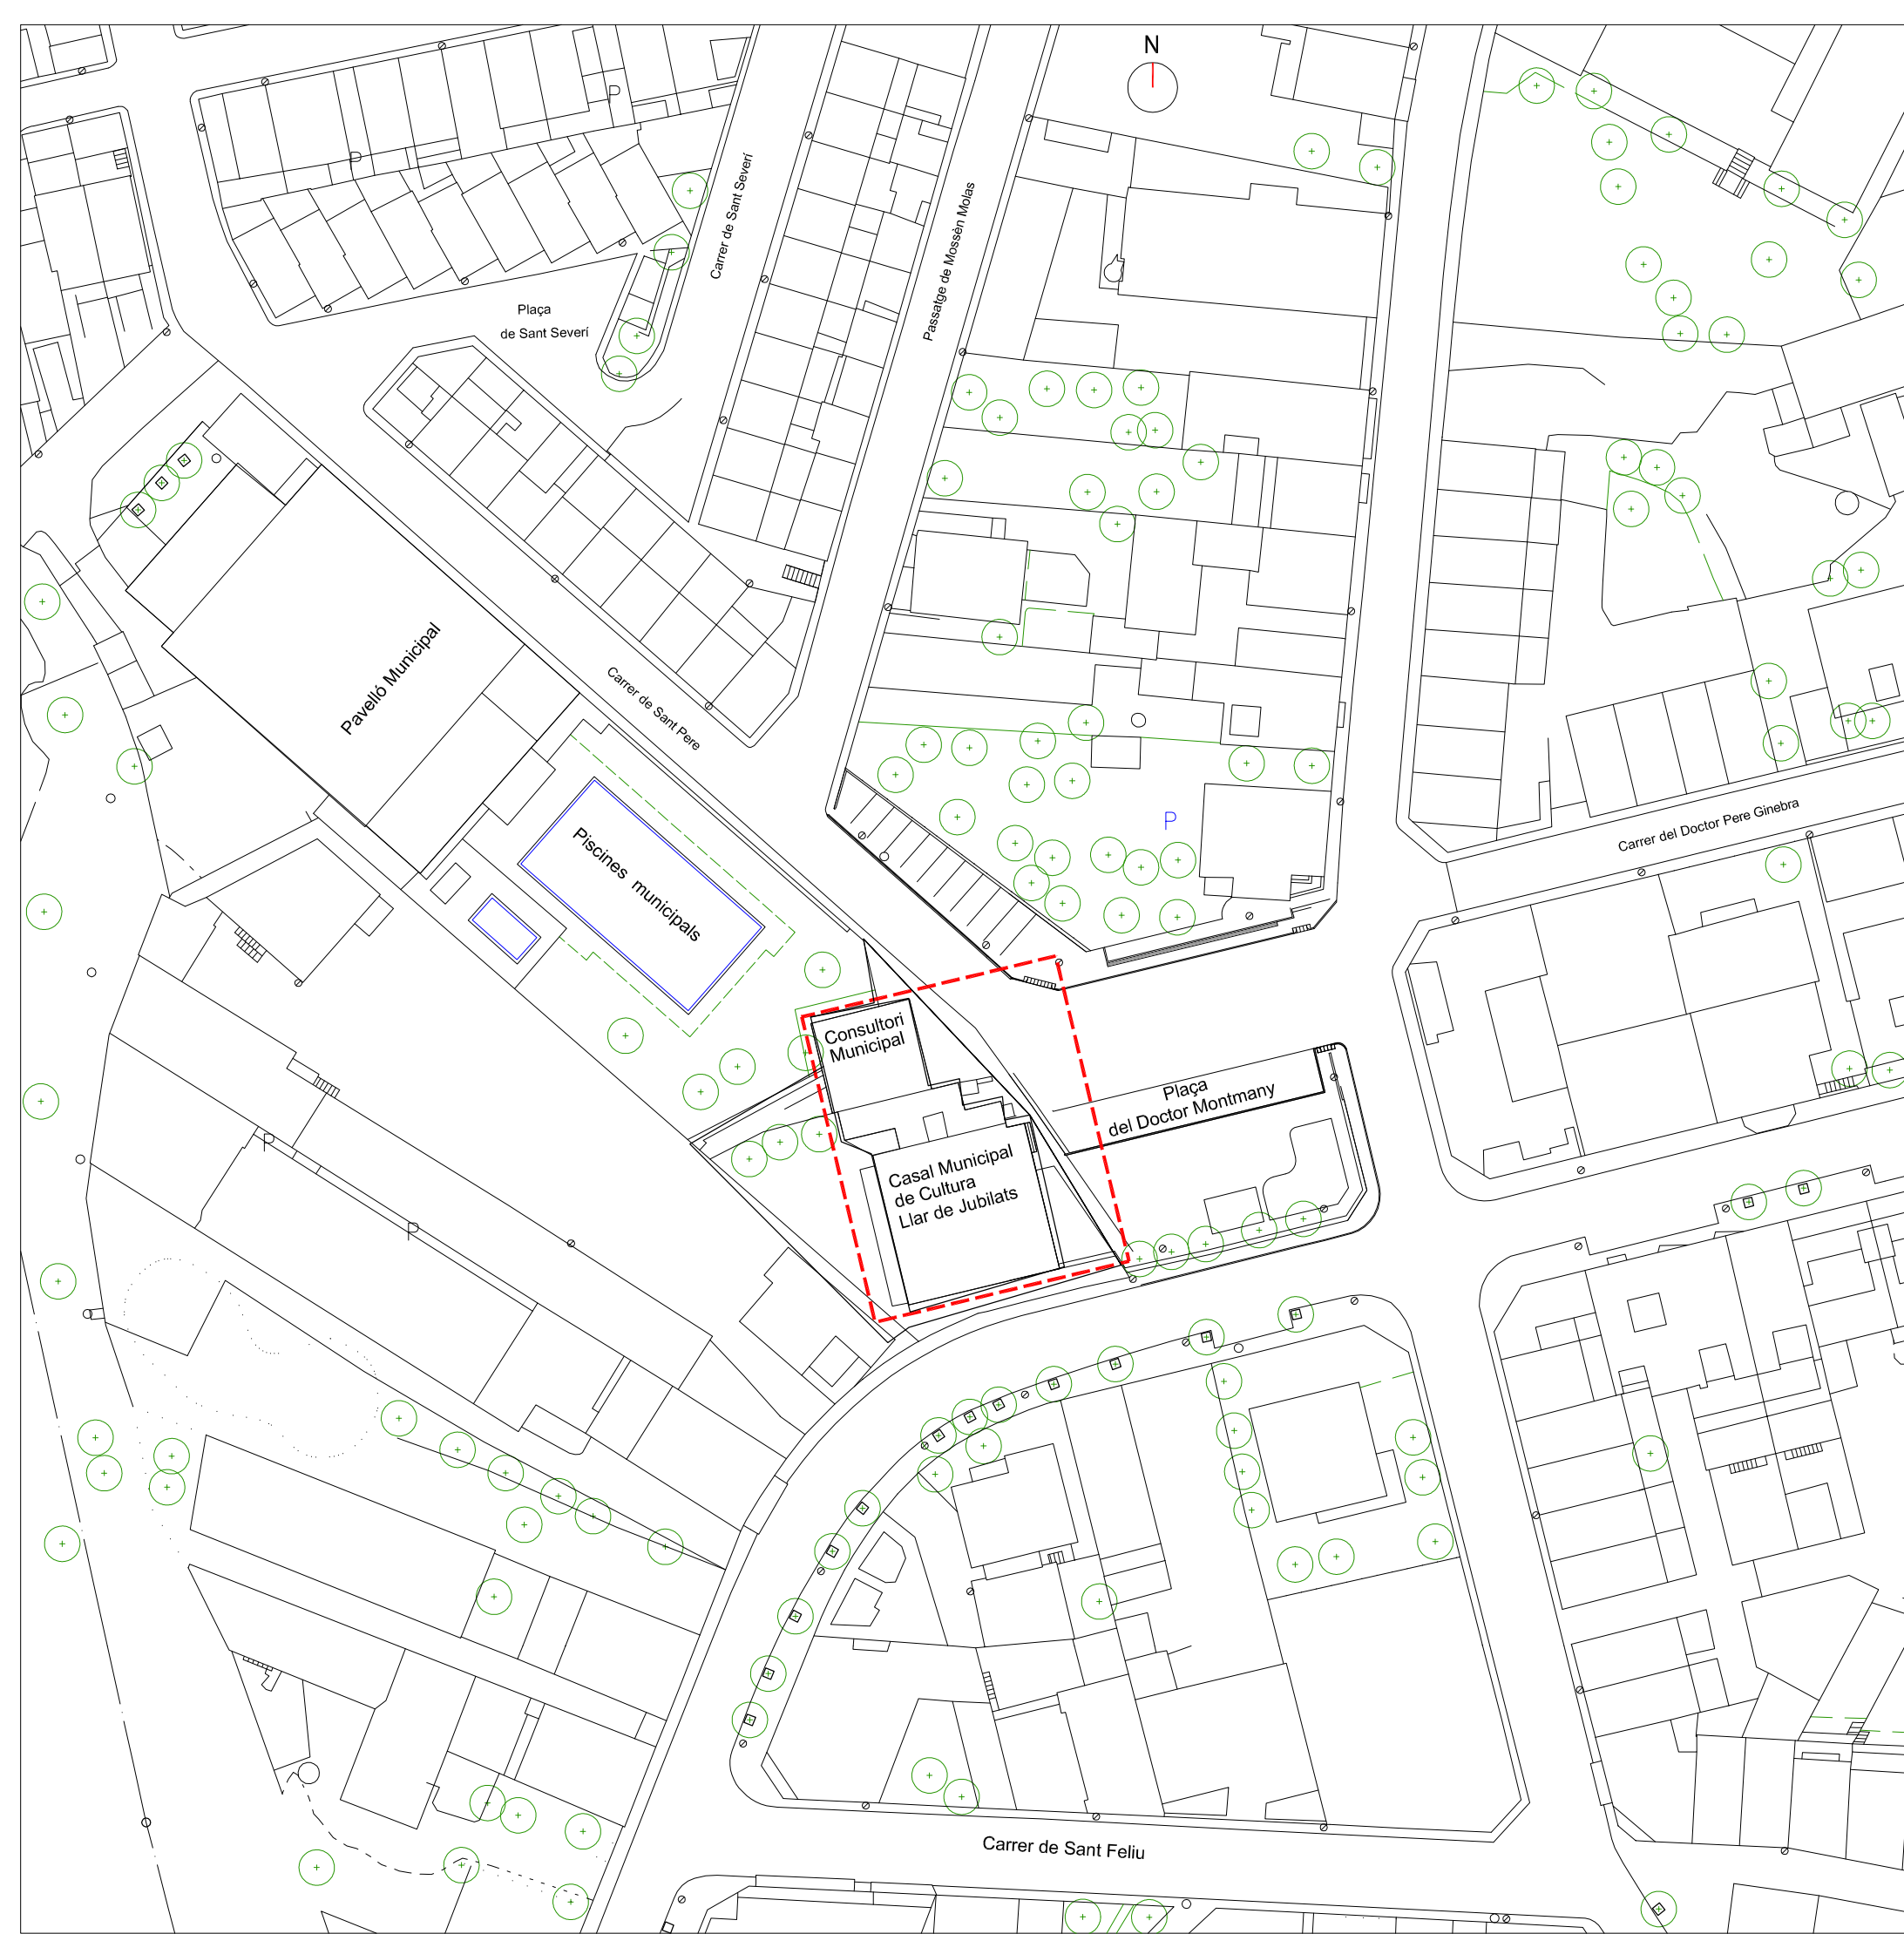 N
P
P
Carrer de Sant Severí
Passatge de Mossèn Molas
Plaça
de Sant Severí
Pavelló Municipal
Carrer de Sant Pere
P
Carrer del Doctor Pere Ginebra
Piscines municipals
Consultori
Municipal
Plaça
del Doctor Montmany
P
Casal Municipal
de Cultura
Llar de Jubilats
P
Carrer de Sant Feliu